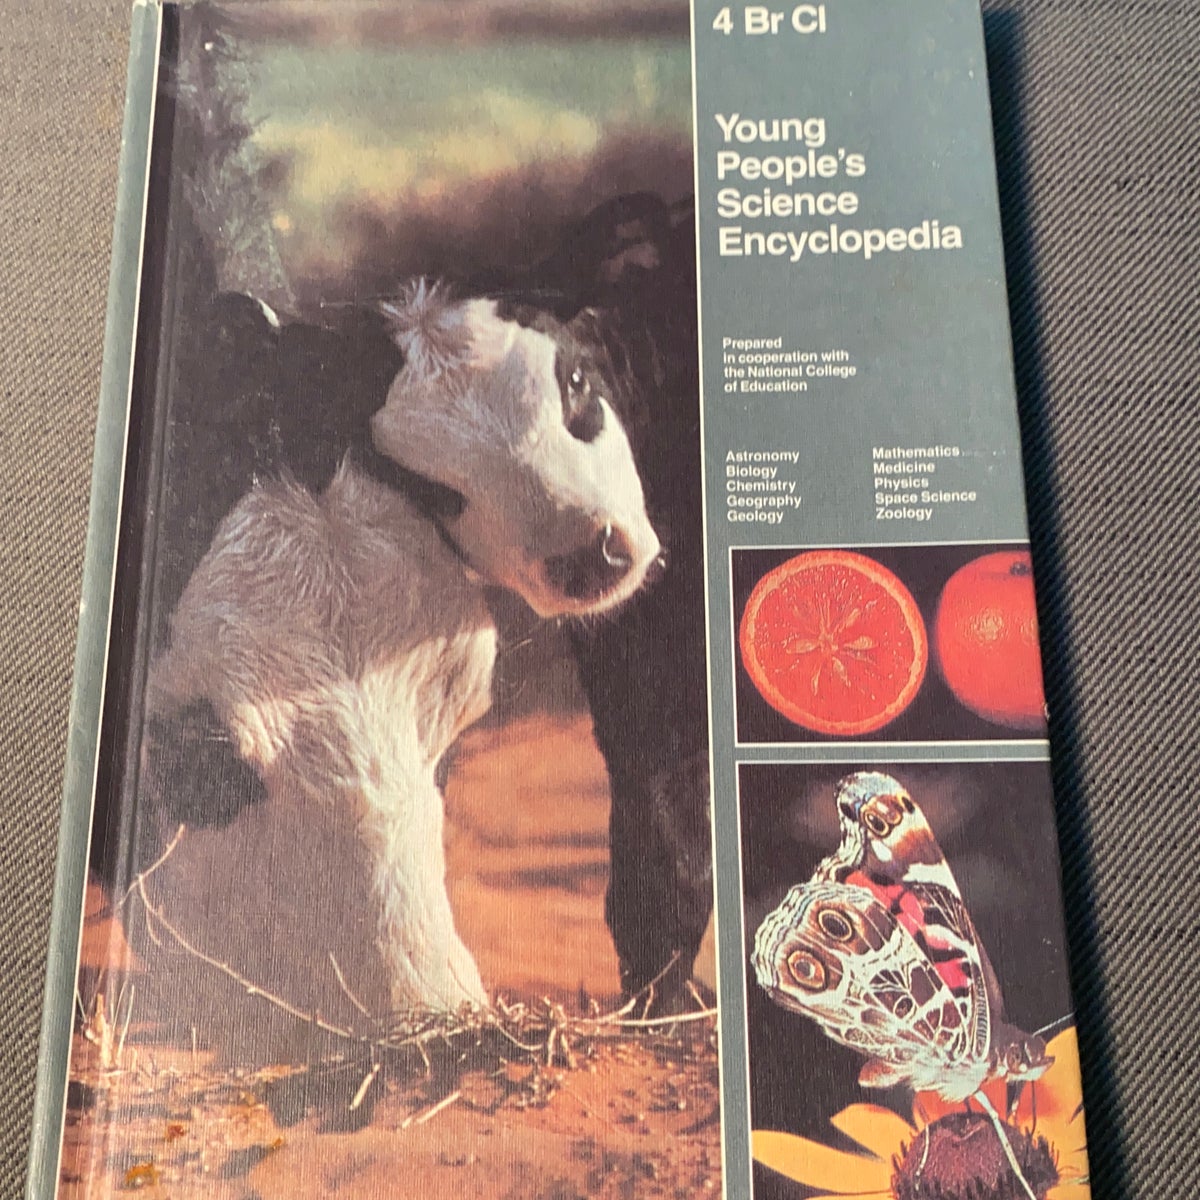 4 Br Cl
Young
People's
Science
Encyclopedia
Prepared
in cooperation with
the National College
of Education
Astronomy
Biology
Chemistry
Geography
Geology
Mathematics
Medicine
Physics
Space Science
Zoology